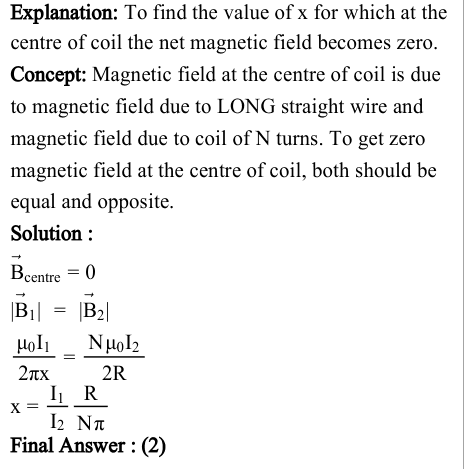 Explanation: To find the value of x for which at the
centre of coil the net magnetic field becomes zero.
Concept: Magnetic field at the centre of coil is due
to magnetic field due to LONG straight wire and
magnetic field due to coil of N turns. To get zero
magnetic field at the centre of coil, both should be
equal and opposite.
Solution :
B⃗centre = 0
|B⃗₁| = |B⃗₂|
μ₀I₁/2πx = Nμ₀I₂/2R
x = I₁/I₂ R/Nπ
Final Answer : (2)